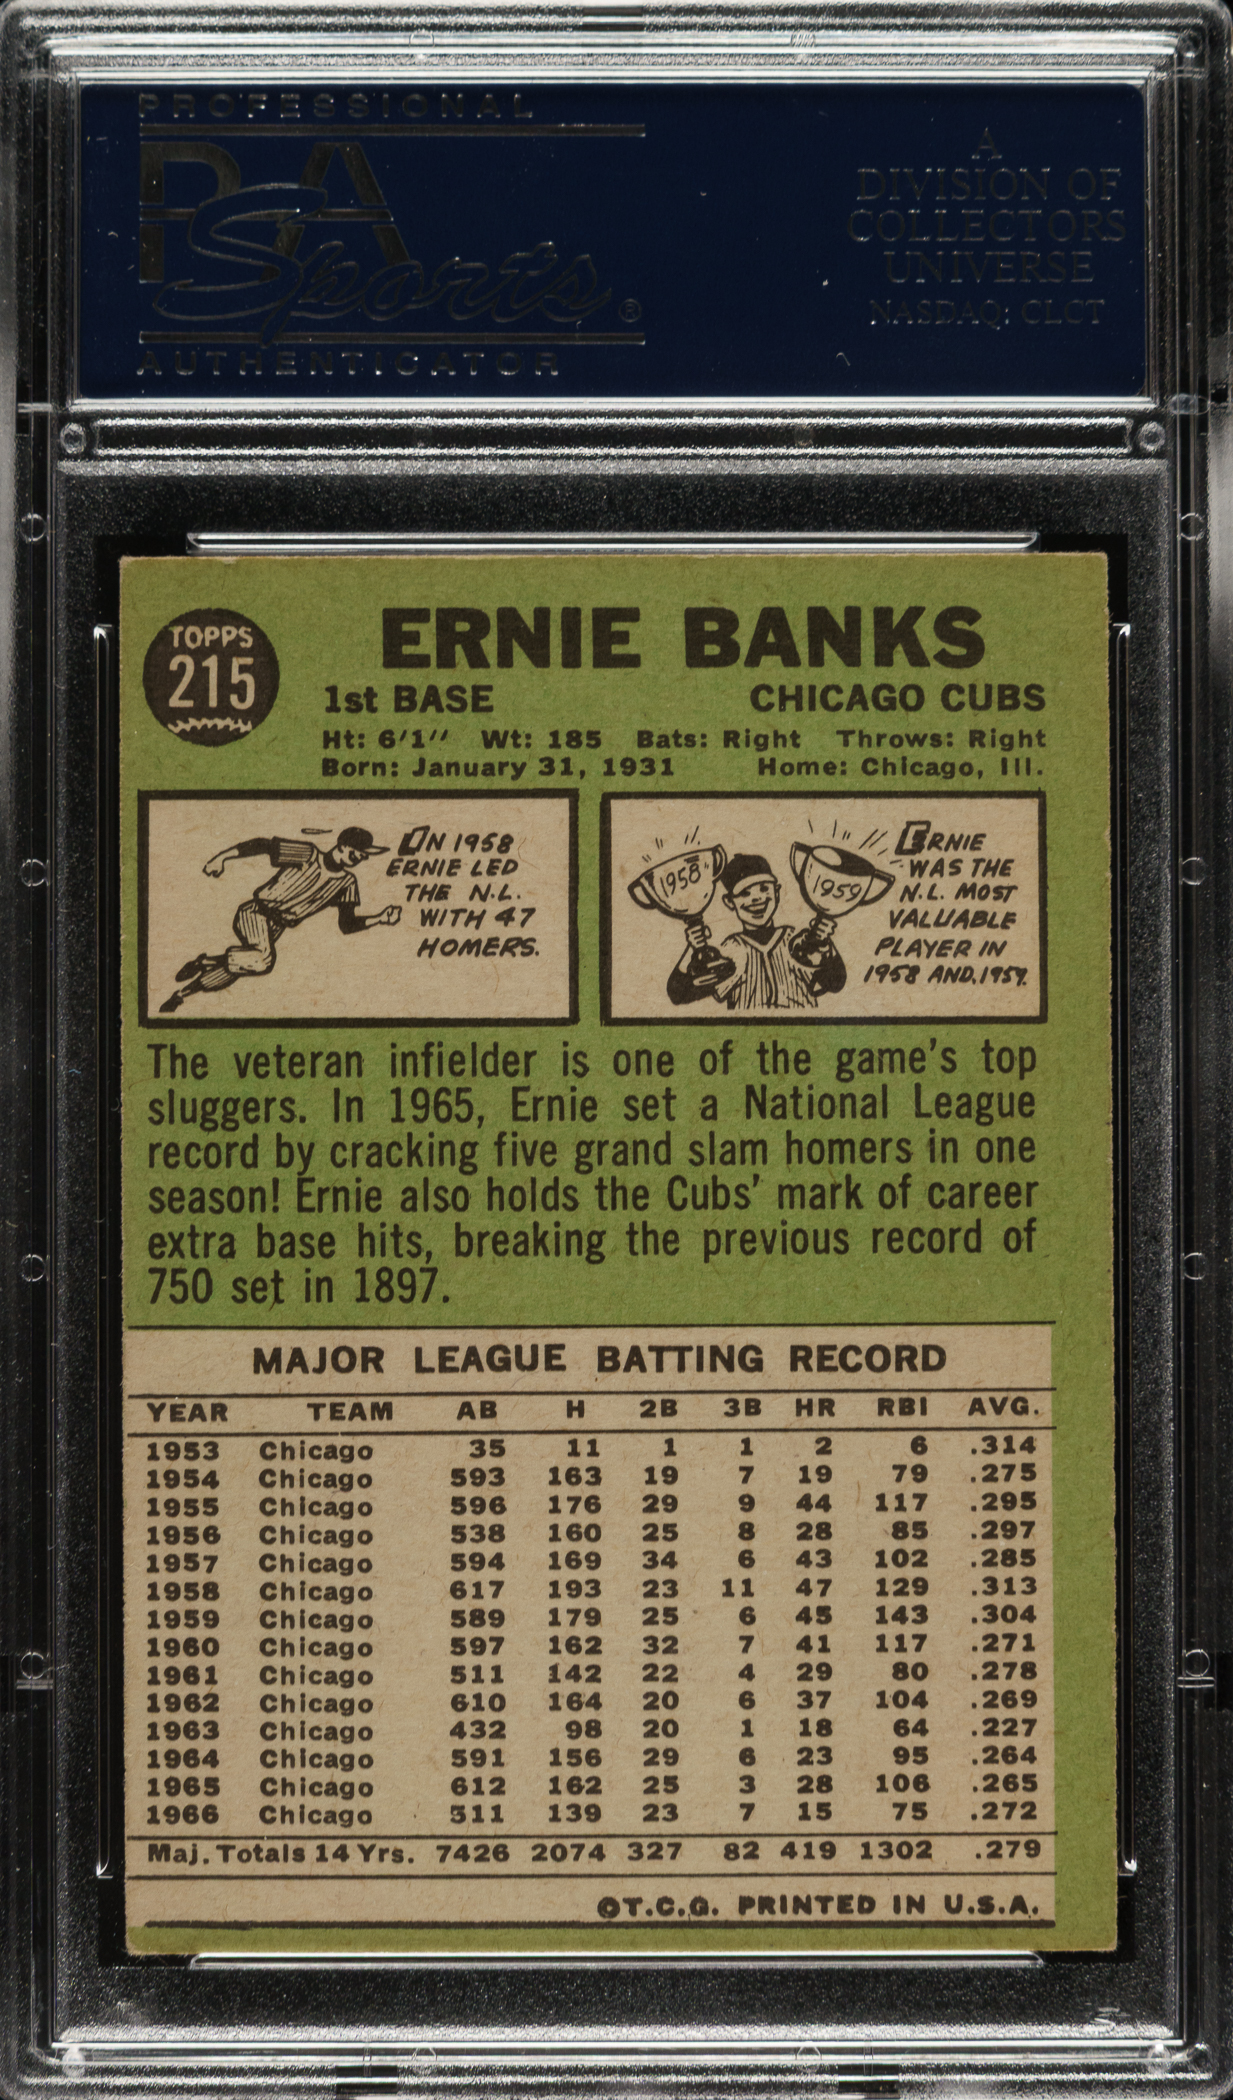 PROFESSIONAL
PSA
Sports®
AUTHENTICATOR
A
DIVISION OF
COLLECTORS
UNIVERSE
NASDAQ: CLCT
TOPPS
215
ERNIE BANKS
1st BASE CHICAGO CUBS
Ht: 6'1" Wt: 185 Bats: Right Throws: Right
Born: January 31, 1931 Home: Chicago, Ill.
IN 1958
ERNIE LED
THE N.L.
WITH 47
HOMERS.
1958
1959
ERNIE
WAS THE
N.L. MOST
VALUABLE
PLAYER IN
1958 AND 1959.
The veteran infielder is one of the game's top
sluggers. In 1965, Ernie set a National League
record by cracking five grand slam homers in one
season! Ernie also holds the Cubs' mark of career
extra base hits, breaking the previous record of
750 set in 1897.
MAJOR LEAGUE BATTING RECORD
YEAR TEAM AB H 2B 3B HR RBI AVG.
1953 Chicago 35 11 1 1 2 6 .314
1954 Chicago 593 163 19 7 19 79 .275
1955 Chicago 596 176 29 9 44 117 .295
1956 Chicago 538 160 25 8 28 85 .297
1957 Chicago 594 169 34 6 43 102 .285
1958 Chicago 617 193 23 11 47 129 .313
1959 Chicago 589 179 25 6 45 143 .304
1960 Chicago 597 162 32 7 41 117 .271
1961 Chicago 511 142 22 4 29 80 .278
1962 Chicago 610 164 20 6 37 104 .269
1963 Chicago 432 98 20 1 18 64 .227
1964 Chicago 591 156 29 6 23 95 .264
1965 Chicago 612 162 25 3 28 106 .265
1966 Chicago 511 139 23 7 15 75 .272
Maj. Totals 14 Yrs. 7426 2074 327 82 419 1302 .279
©T.C.G. PRINTED IN U.S.A.